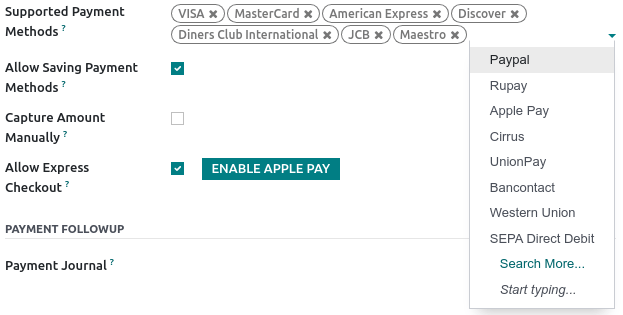 Supported Payment VISA ✖ MasterCard ✖ American Express ✖ Discover ✖
Methods ? Diners Club International ✖ JCB ✖ Maestro ✖
Paypal
Allow Saving Payment
Methods ?
Rupay
Apple Pay
Capture Amount
Manually ?
Cirrus
UnionPay
Allow Express
Checkout ? ENABLE APPLE PAY
Bancontact
Western Union
PAYMENT FOLLOWUP
SEPA Direct Debit
Payment Journal ?
Search More...
Start typing...